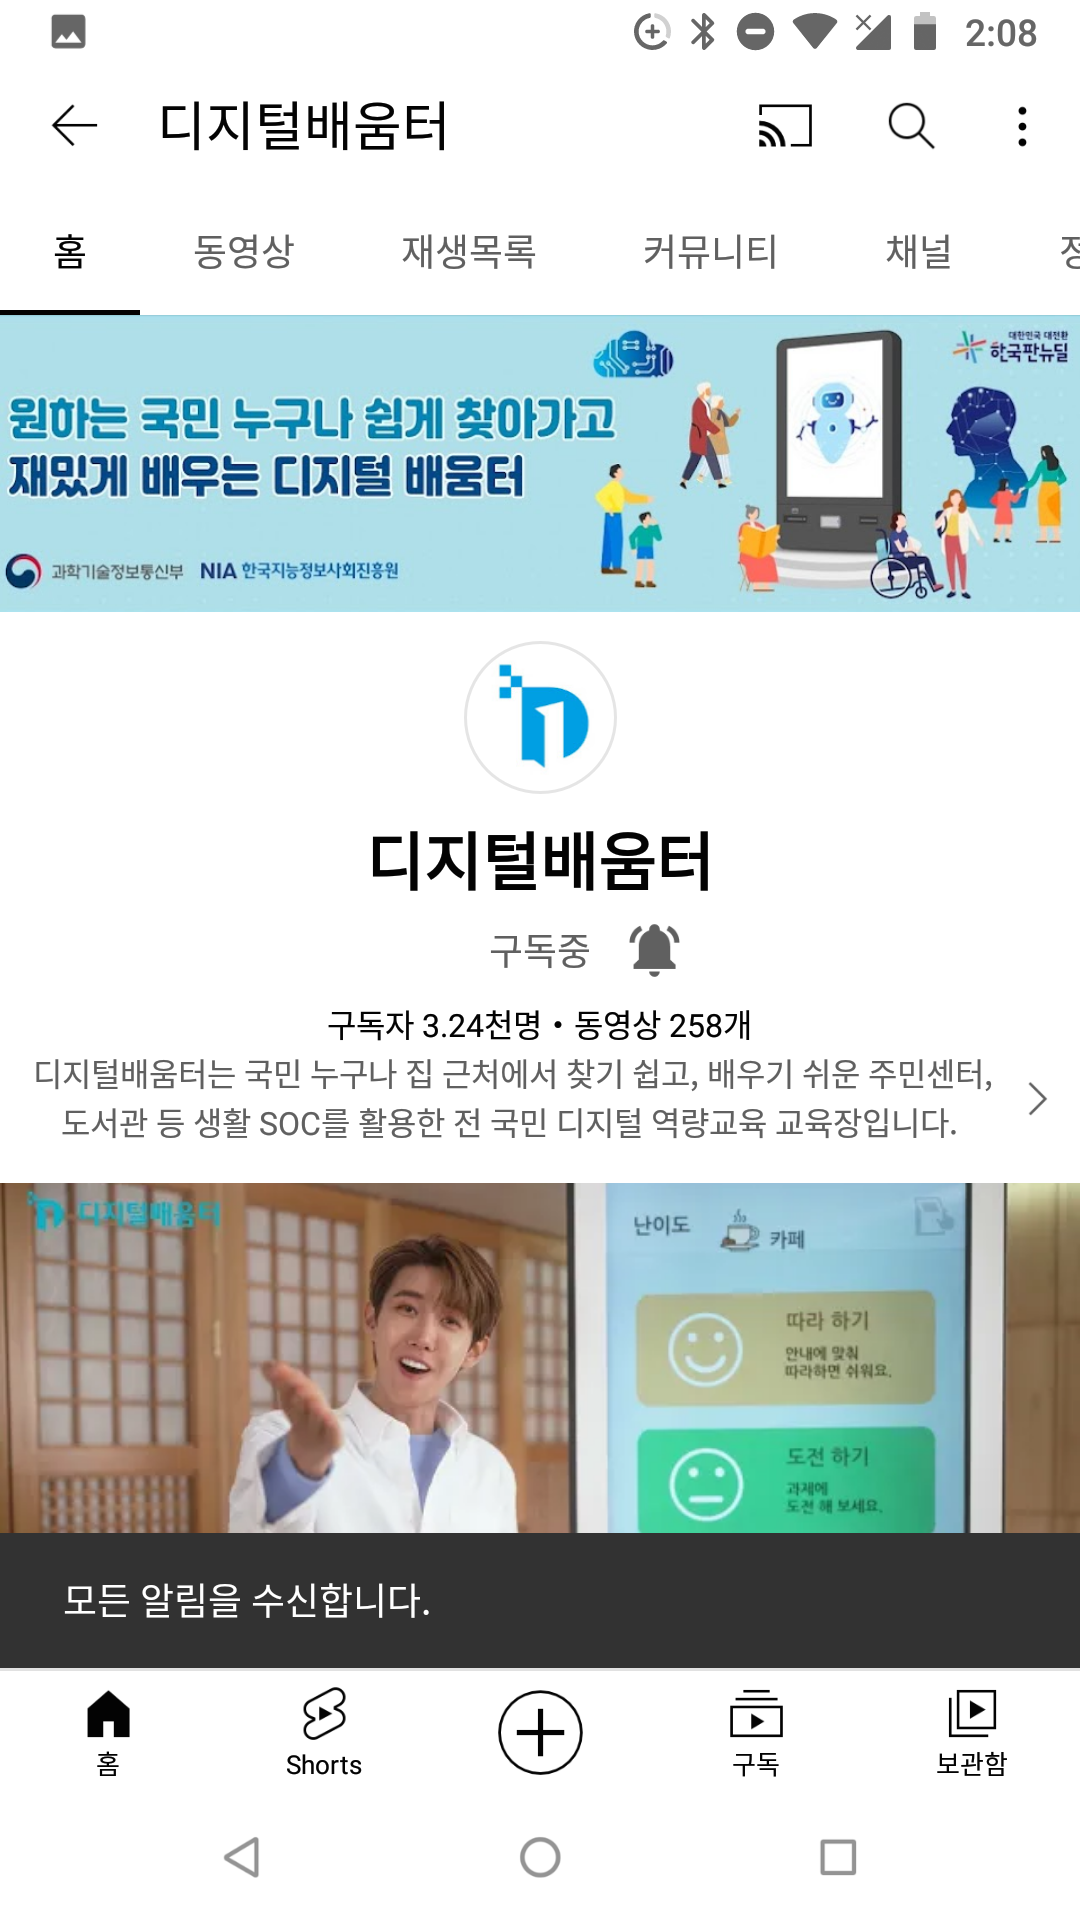 2:08
디지털배움터
홈 동영상 재생목록 커뮤니티 채널
대한민국 대전환
한국판뉴딜
원하는 국민 누구나 쉽게 찾아가고
재밌게 배우는 디지털 배움터
과학기술정보통신부 NIA 한국지능정보사회진흥원
디지털배움터
구독중
구독자 3.24천명 • 동영상 258개
디지털배움터는 국민 누구나 집 근처에서 찾기 쉽고, 배우기 쉬운 주민센터,
도서관 등 생활 SOC를 활용한 전 국민 디지털 역량교육 교육장입니다.
디지털배움터
난이도 카페
따라 하기
안내에 맞춰
따라하면 쉬워요.
도전 하기
과제에
도전 해 보세요.
모든 알림을 수신합니다.
홈 Shorts 구독 보관함